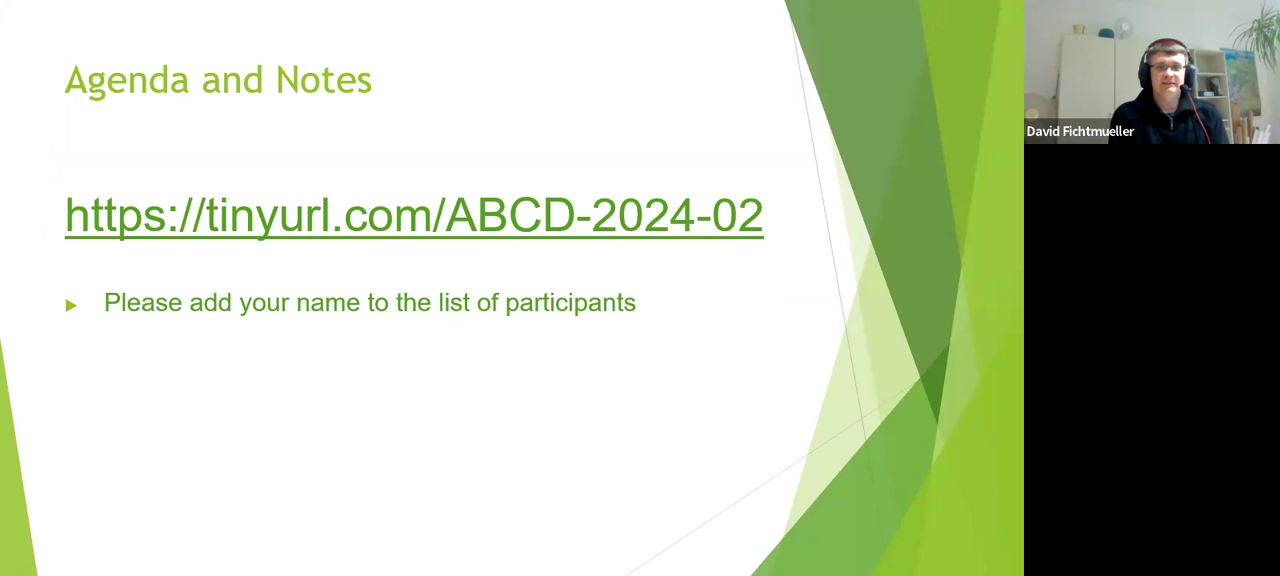 Agenda and Notes
https://tinyurl.com/ABCD-2024-02
Please add your name to the list of participants
David Fichtmueller